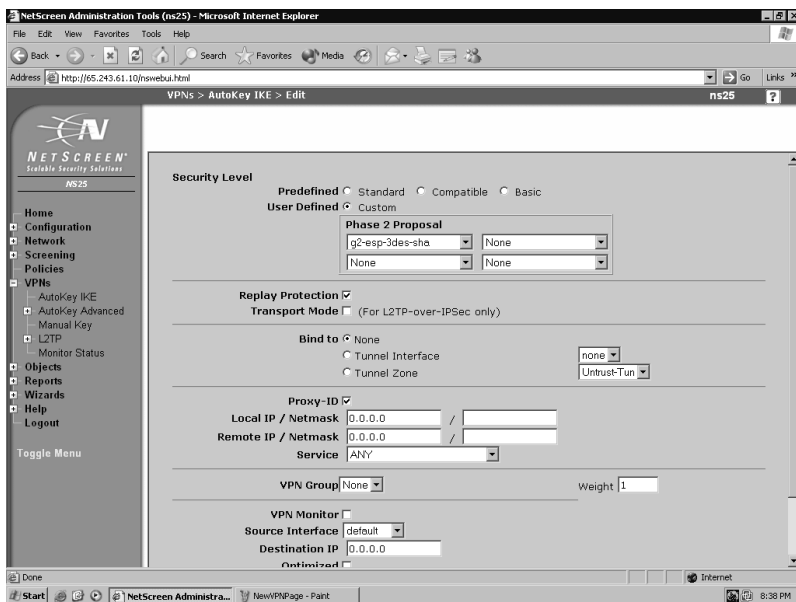 NetScreen Administration Tools (ns25) - Microsoft Internet Explorer
File Edit View Favorites Tools Help
Back Search Favorites Media
Address http://65.243.61.10/nswebui.html Go Links »
VPNs > AutoKey IKE > Edit ns25 ?
N
NETSCREEN
Scalable Security Solutions
NS25
Home
Configuration
Network
Screening
Policies
VPNs
AutoKey IKE
AutoKey Advanced
Manual Key
L2TP
Monitor Status
Objects
Reports
Wizards
Help
Logout
Toggle Menu
Security Level
Predefined Standard Compatible Basic
User Defined Custom
Phase 2 Proposal
g2-esp-3des-sha None
None None
Replay Protection
Transport Mode (For L2TP-over-IPSec only)
Bind to None
Tunnel Interface none
Tunnel Zone Untrust-Tun
Proxy-ID
Local IP / Netmask 0.0.0.0 /
Remote IP / Netmask 0.0.0.0 /
Service ANY
VPN Group None Weight 1
VPN Monitor
Source Interface default
Destination IP 0.0.0.0
Optimized
Done Internet
Start NetScreen Administra... NewVPNPage - Paint 8:38 PM